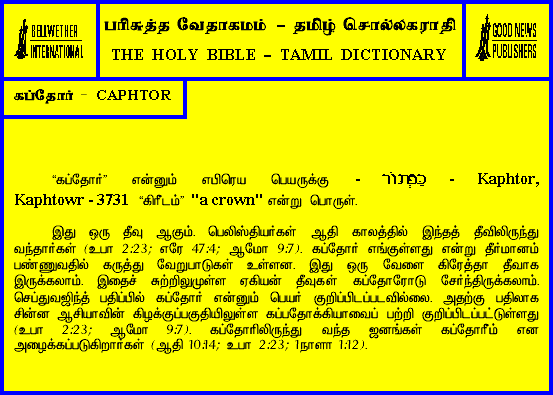 BELLWETHER
INTERNATIONAL
பரிசுத்த வேதாகமம் – தமிழ் சொல்லகராதி
THE HOLY BIBLE – TAMIL DICTIONARY
GOOD NEWS
PUBLISHERS
கப்தோர் – CAPHTOR
“கப்தோர்” என்னும் எபிரெய பெயருக்கு - כַּפְתּוֹר - Kaphtor,
Kaphtowr - 3731 “கிரீடம்” "a crown" என்று பொருள்.
இது ஒரு தீவு ஆகும். பெலிஸ்தியர்கள் ஆதி காலத்தில் இந்தத் தீவிலிருந்து
வந்தார்கள் (உபா 2:23; எரே 47:4; ஆமோ 9:7). கப்தோர் எங்குள்ளது என்று தீர்மானம்
பண்ணுவதில் கருத்து வேறுபாடுகள் உள்ளன. இது ஒரு வேளை கிரேத்தா தீவாக
இருக்கலாம். இதைச் சுற்றிலுமுள்ள ஏகியன் தீவுகள் கப்தோரோடு சேர்ந்திருக்கலாம்.
செப்துவஜிந்த் பதிப்பில் கப்தோர் என்னும் பெயர் குறிப்பிடப்படவில்லை. அதற்கு பதிலாக
சின்ன ஆசியாவின் கிழக்குப்பகுதியிலுள்ள கப்பதோக்கியாவைப் பற்றி குறிப்பிடப்பட்டுள்ளது
(உபா 2:23; ஆமோ 9:7). கப்தோரிலிருந்து வந்த ஜனங்கள் கப்தோரீம் என
அழைக்கப்படுகிறார்கள் (ஆதி 10:14; உபா 2:23; 1நாளா 1:12).